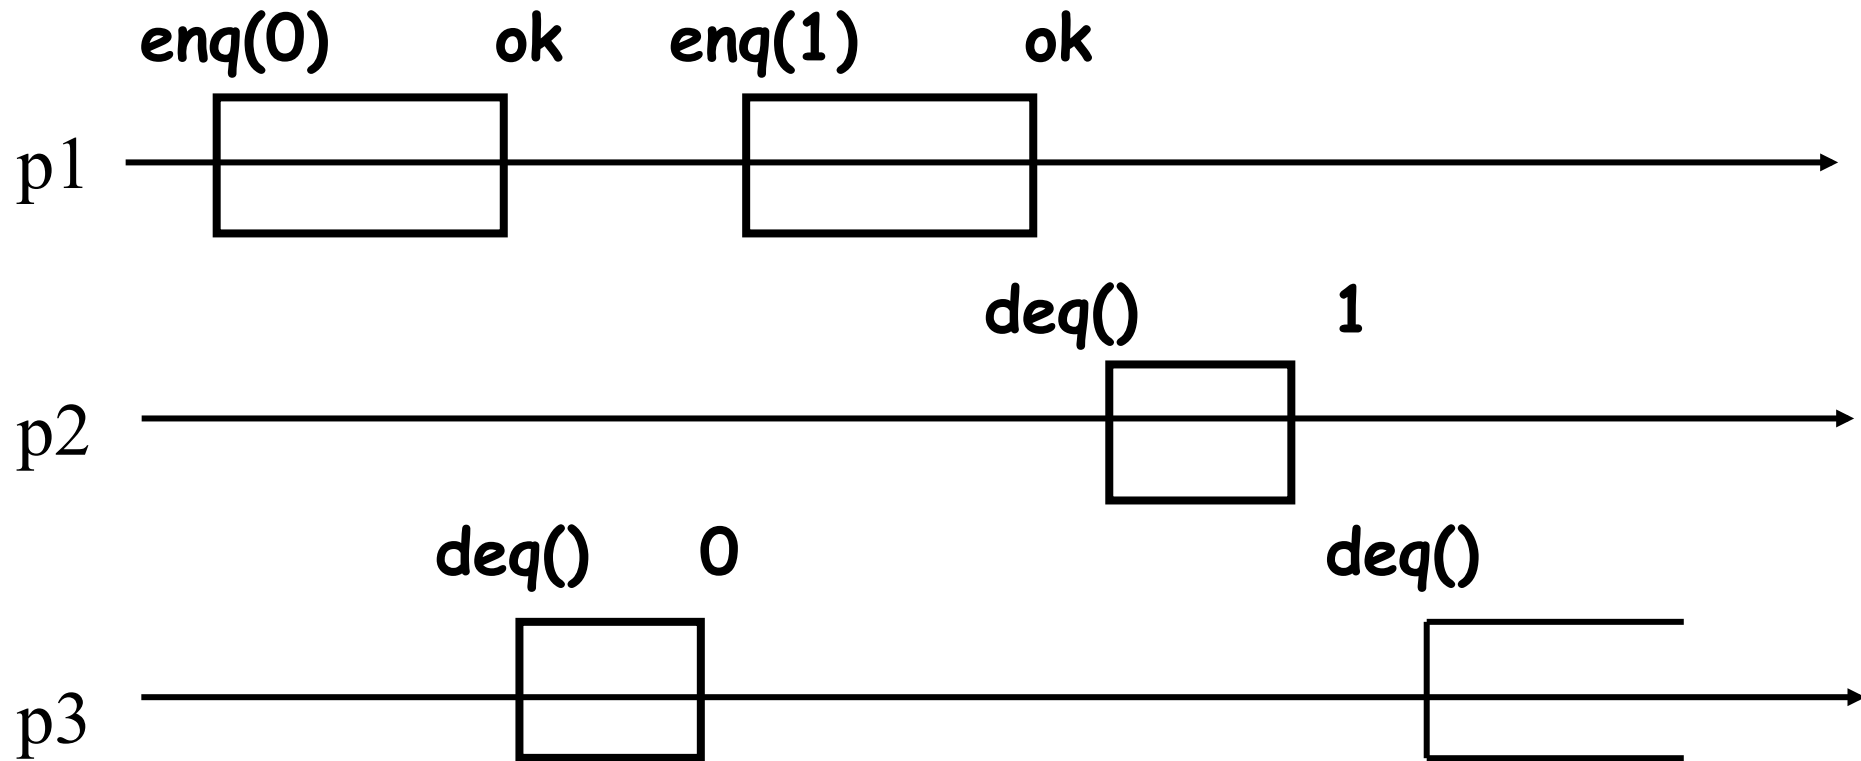 enq(0) ok enq(1) ok
p1
deq() 1
p2
deq() 0 deq()
p3